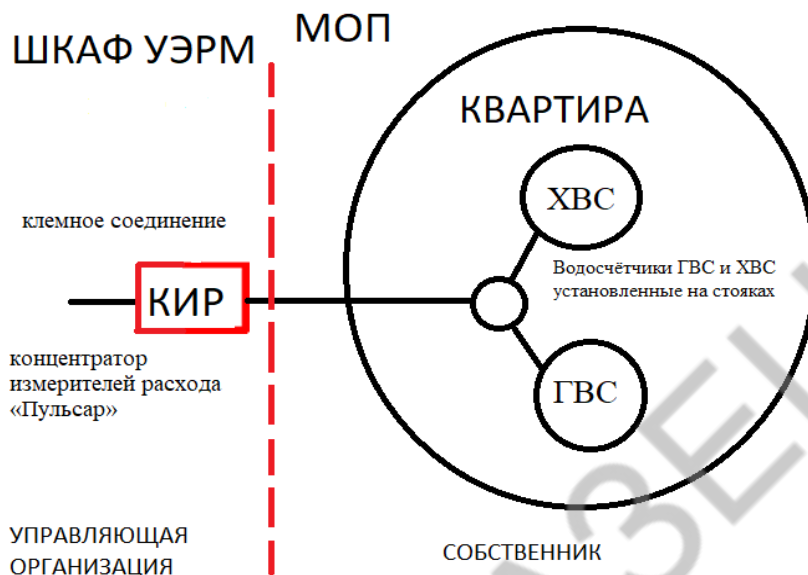 ШКАФ УЭРМ
МОП
КВАРТИРА
ХВС
клемное соединение
Водосчётчики ГВС и ХВС
установленные на стояках
КИР
концентратор
измерителей расхода
«Пульсар»
ГВС
УПРАВЛЯЮЩАЯ
ОРГАНИЗАЦИЯ
СОБСТВЕННИК